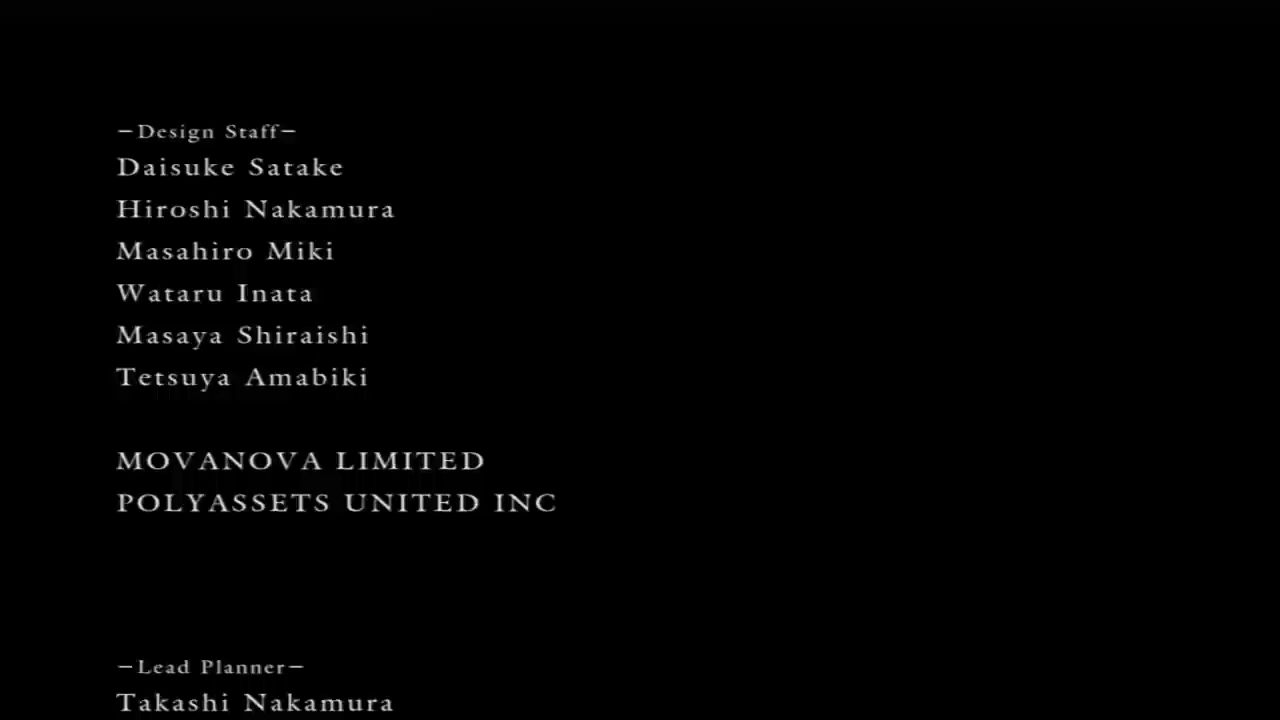 –Design Staff–
Daisuke Satake
Hiroshi Nakamura
Masahiro Miki
Wataru Inata
Masaya Shiraishi
Tetsuya Amabiki
MOVANOVA LIMITED
POLYASSETS UNITED INC
–Lead Planner–
Takashi Nakamura